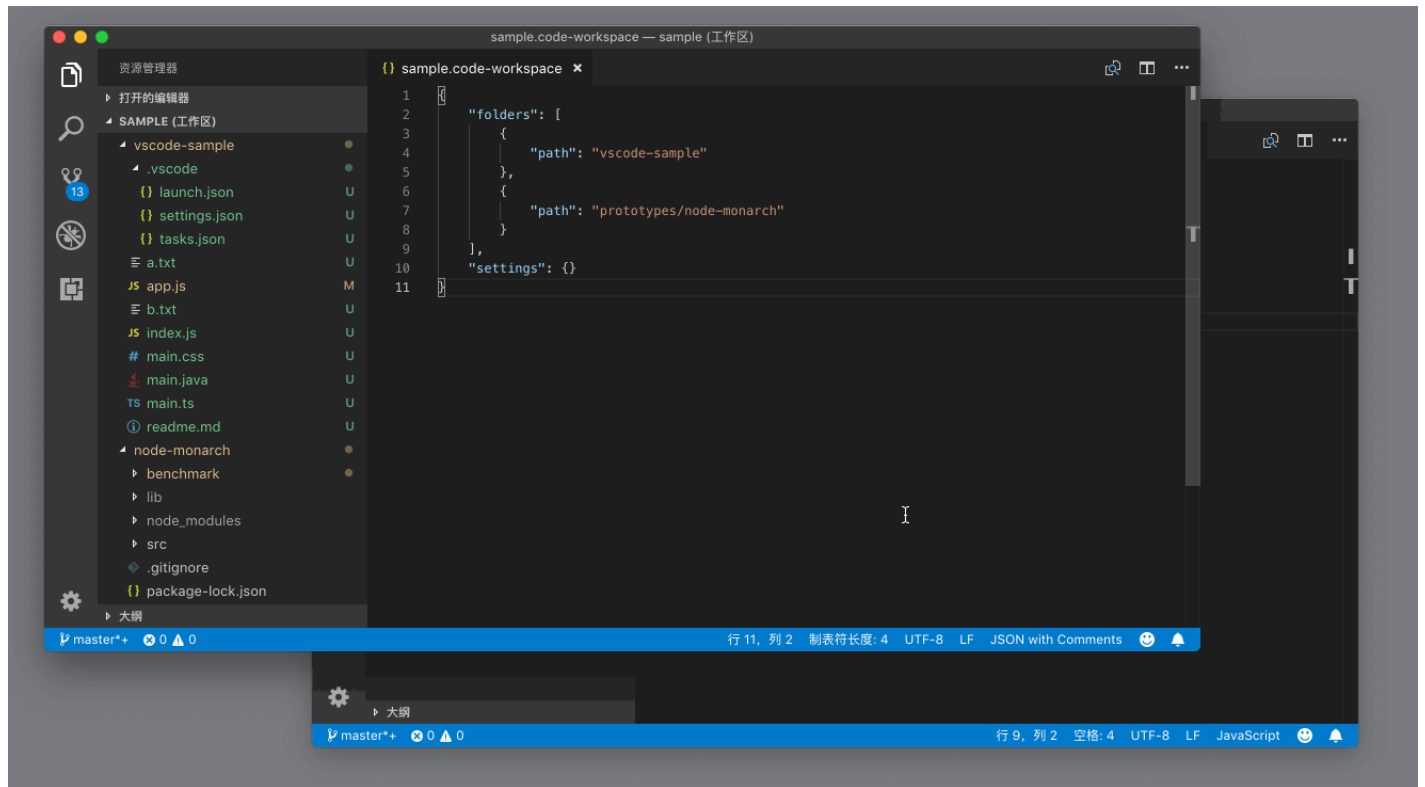 sample.code-workspace — sample (工作区)
资源管理器
打开的编辑器
SAMPLE (工作区)
vscode-sample
.vscode
{} launch.json U
{} settings.json U
{} tasks.json U
a.txt U
JS app.js M
b.txt U
JS index.js U
# main.css U
main.java U
TS main.ts U
readme.md U
node-monarch
benchmark
lib
node_modules
src
.gitignore
{} package-lock.json
大纲
13
{} sample.code-workspace ×
1 {
2 "folders": [
3 {
4 "path": "vscode-sample"
5 },
6 {
7 "path": "prototypes/node-monarch"
8 }
9 ],
10 "settings": {}
11 }
master*+ 0 0 行 11, 列 2 制表符长度: 4 UTF-8 LF JSON with Comments
大纲
master*+ 0 0 行 9, 列 2 空格: 4 UTF-8 LF JavaScript